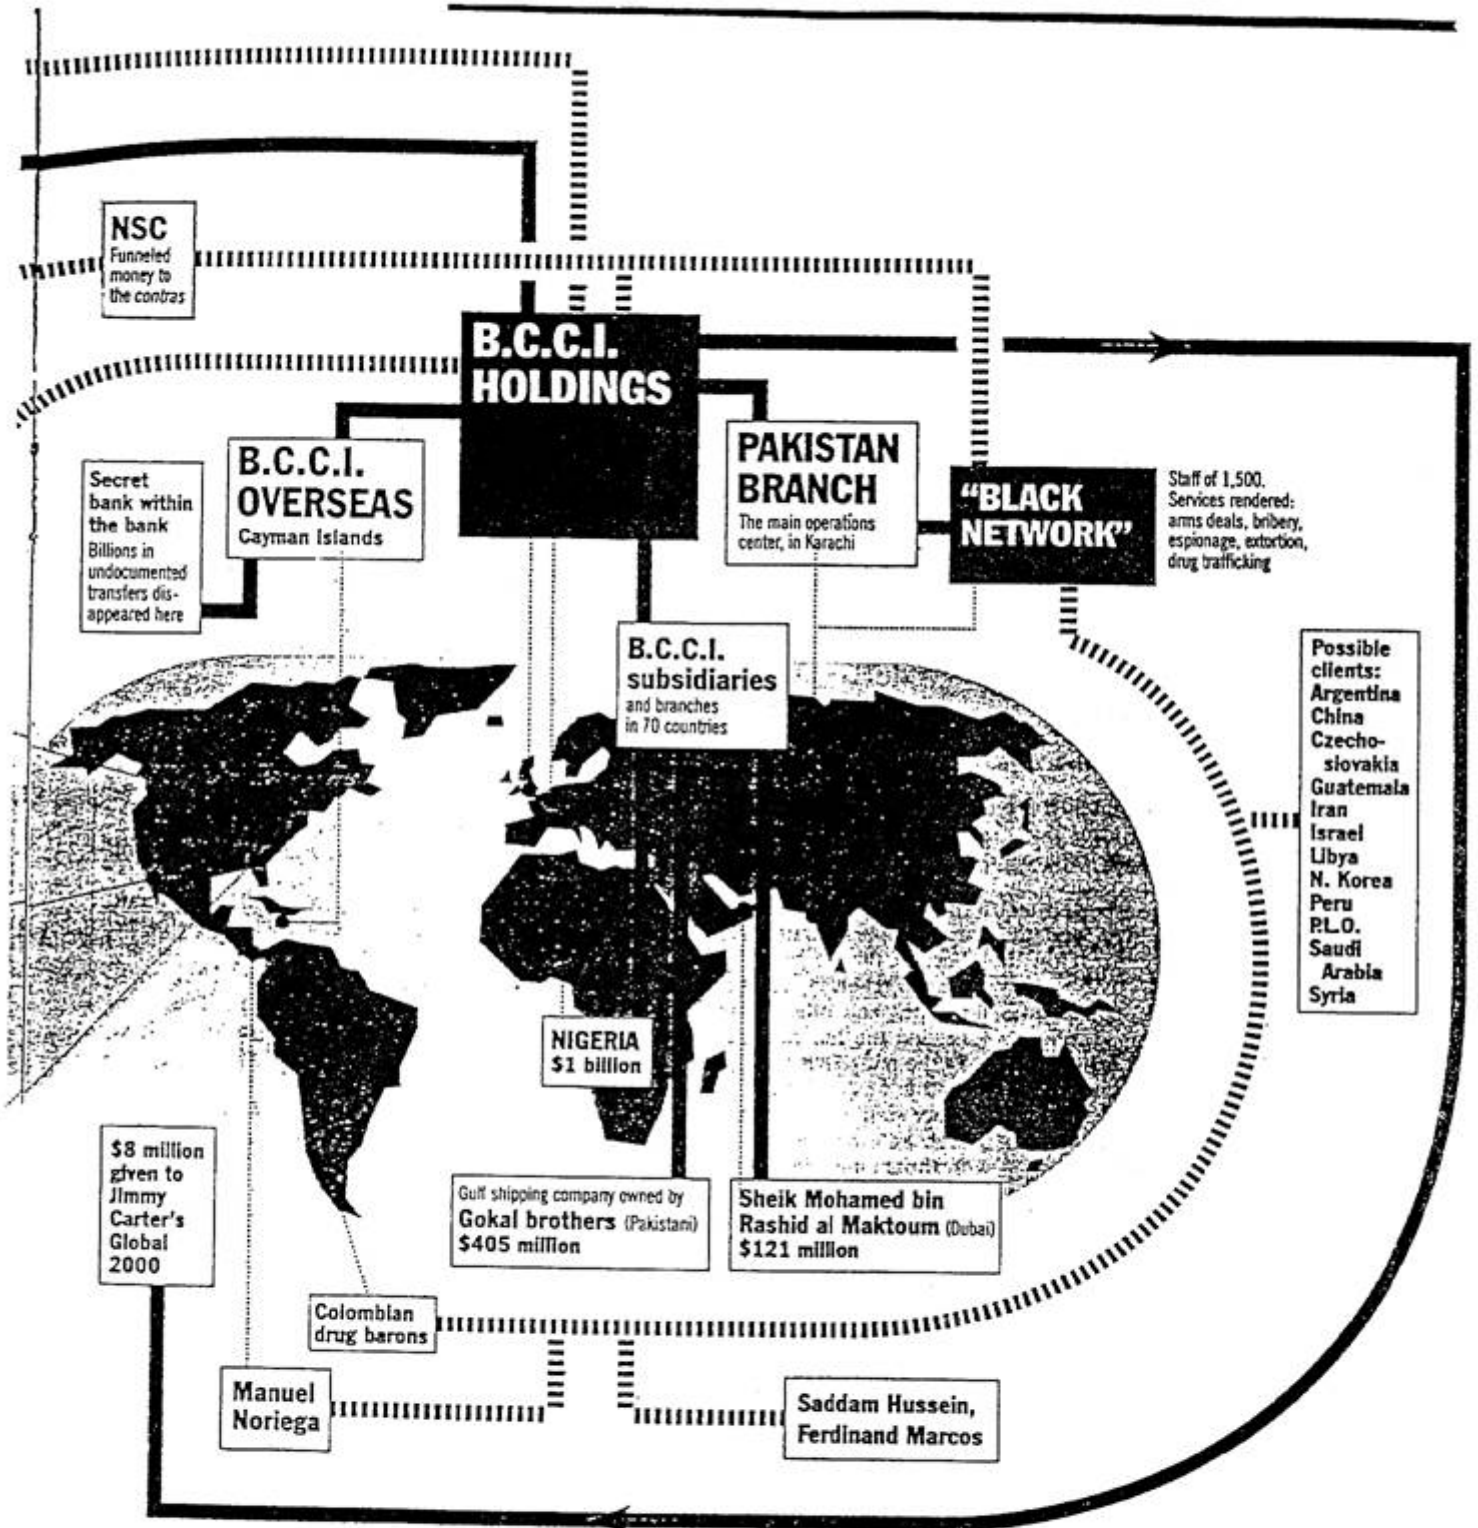 NSC
Funneled
money to
the contras
B.C.C.I.
HOLDINGS
B.C.C.I.
OVERSEAS
Cayman Islands
Secret
bank within
the bank
Billions in
undocumented
transfers dis-
appeared here
PAKISTAN
BRANCH
The main operations
center, in Karachi
“BLACK
NETWORK”
Staff of 1,500.
Services rendered:
arms deals, bribery,
espionage, extortion,
drug trafficking
B.C.C.I.
subsidiaries
and branches
in 70 countries
Possible
clients:
Argentina
China
Czecho-
slovakia
Guatemala
Iran
Israel
Libya
N. Korea
Peru
P.L.O.
Saudi
Arabia
Syria
NIGERIA
$1 billion
$8 million
given to
Jimmy
Carter's
Global
2000
Gulf shipping company owned by
Gokal brothers (Pakistani)
$405 million
Sheik Mohamed bin
Rashid al Maktoum (Dubai)
$121 million
Colombian
drug barons
Manuel
Noriega
Saddam Hussein,
Ferdinand Marcos